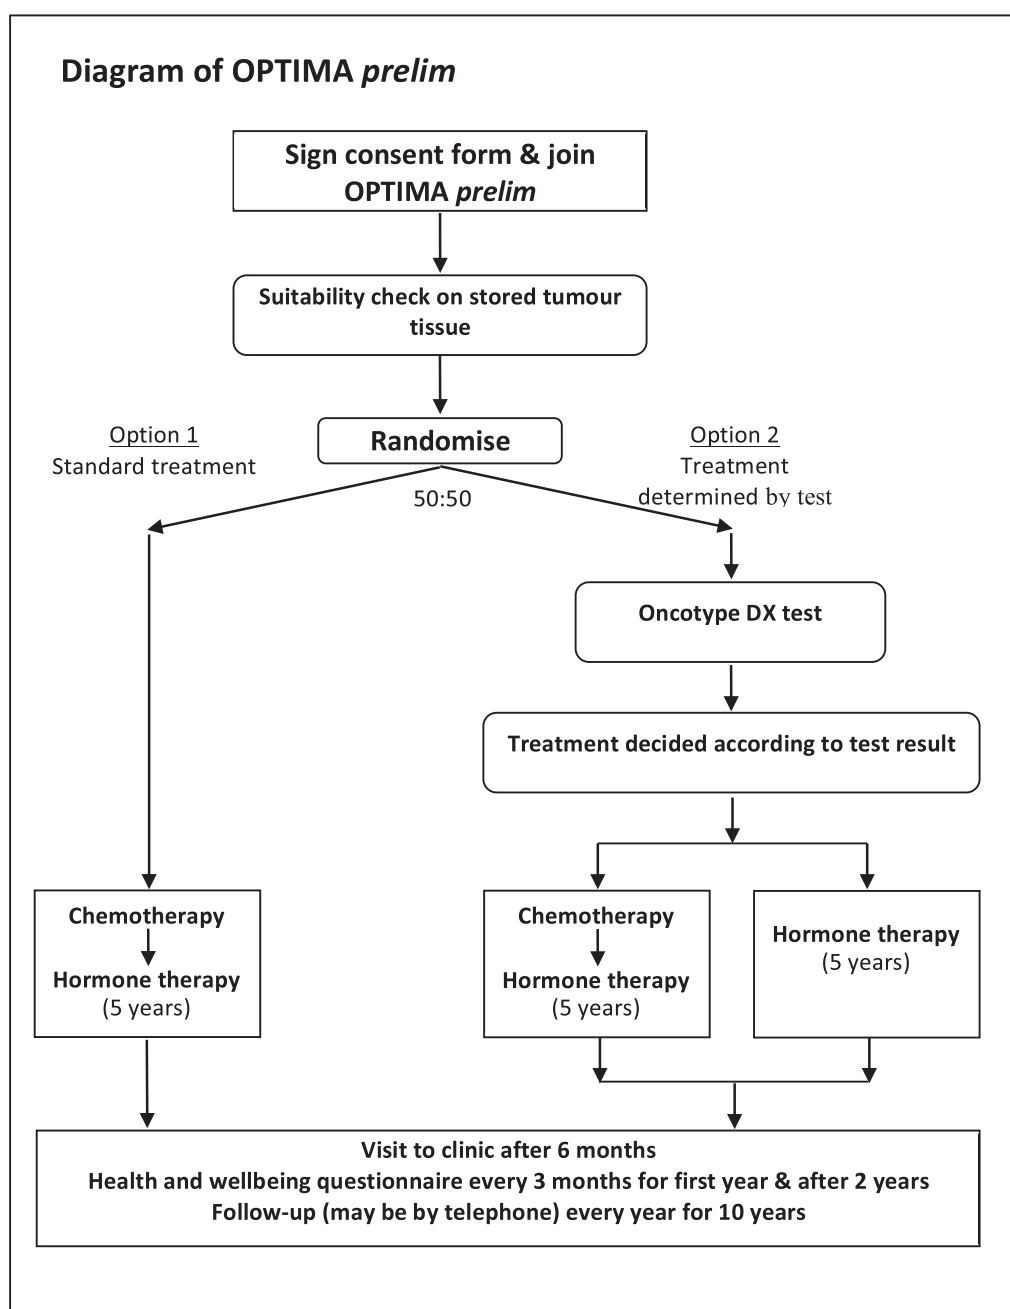 Diagram of OPTIMA prelim
Sign consent form & join
OPTIMA prelim
Suitability check on stored tumour
tissue
Randomise
Option 1
Standard treatment
50:50
Option 2
Treatment
determined by test
Oncotype DX test
Treatment decided according to test result
Chemotherapy
Hormone therapy
(5 years)
Chemotherapy
Hormone therapy
(5 years)
Hormone therapy
(5 years)
Visit to clinic after 6 months
Health and wellbeing questionnaire every 3 months for first year & after 2 years
Follow-up (may be by telephone) every year for 10 years